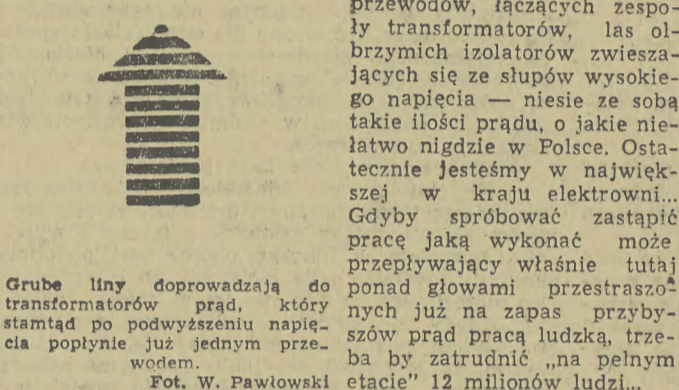 Grube liny doprowadzają do
transformatorów prąd, który
stamtąd po podwyższeniu napię-
cia popłynie już jednym prze-
wodem.
Fot. W. Pawłowski
przewodów, łączących zespo-
ły transformatorów, las ol-
brzymich izolatorów zwiesza-
jących się ze słupów wysokie-
go napięcia — niesie ze sobą
takie ilości prądu, o jakie nie-
łatwo nigdzie w Polsce. Osta-
tecznie jesteśmy w najwięk-
szej w kraju elektrowni...
Gdyby spróbować zastąpić
pracę jaką wykonać może
przepływający właśnie tutaj
ponad głowami przestraszo-
nych już na zapas przyby-
szów prąd pracą ludzką, trze-
ba by zatrudnić „na pełnym
etacie" 12 milionów ludzi...